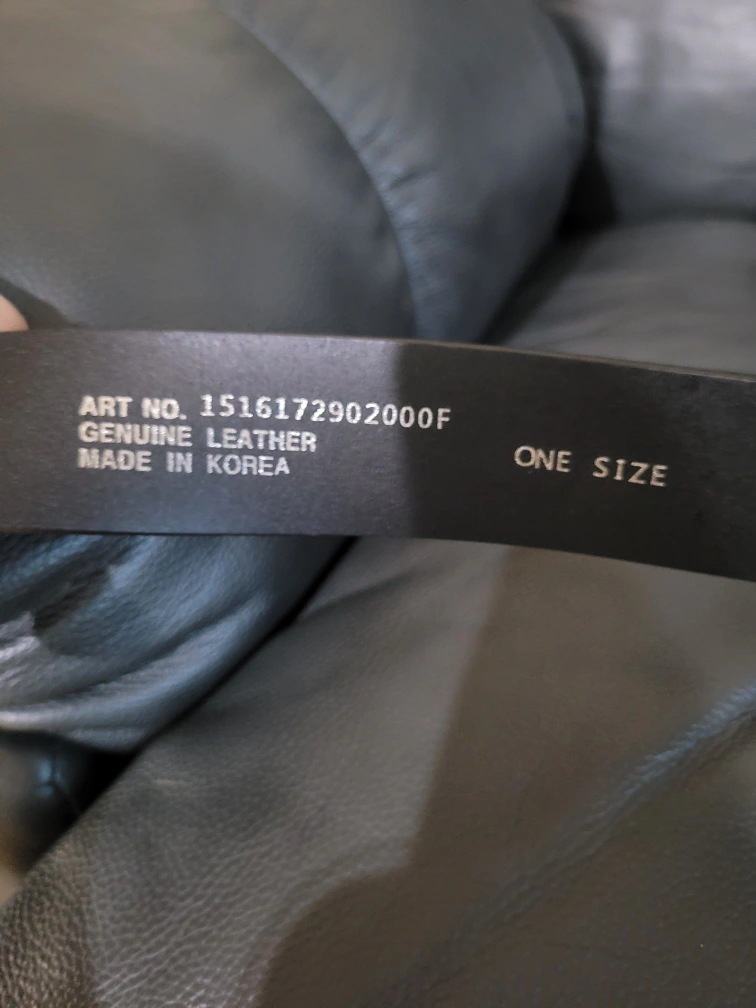 ART NO. 1516172902000F
GENUINE LEATHER
MADE IN KOREA
ONE SIZE